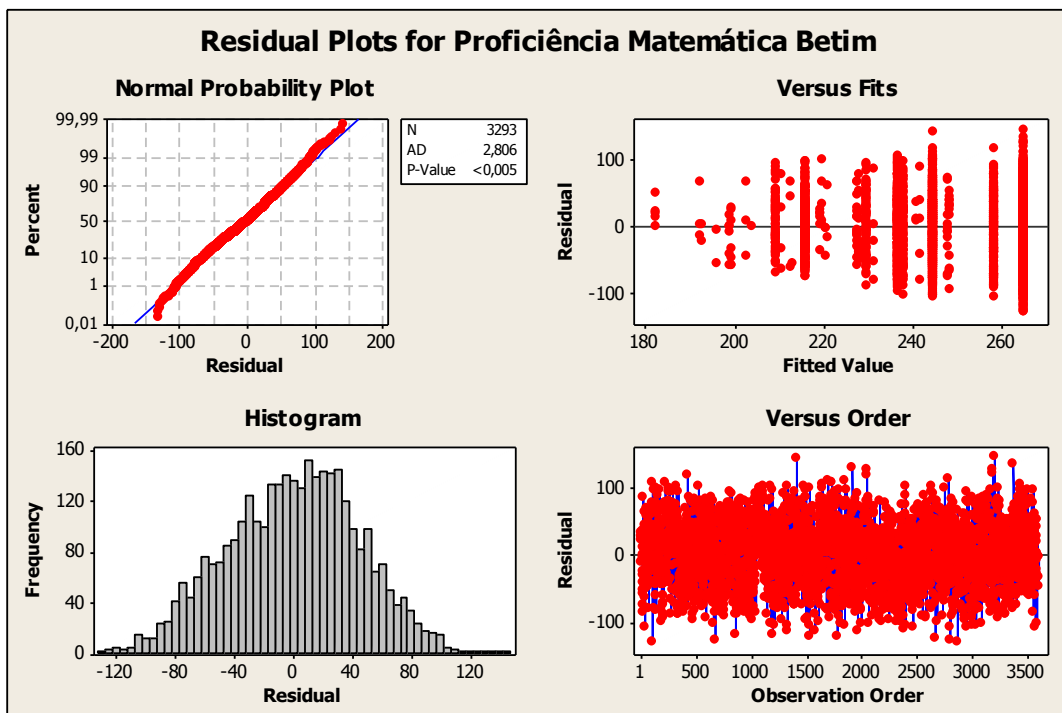 Residual Plots for Proficiência Matemática Betim
Normal Probability Plot
99,99
99
90
50
10
1
0,01
Percent
-200 -100 0 100 200
Residual
N 3293
AD 2,806
P-Value <0,005
Versus Fits
100
0
-100
Residual
180 200 220 240 260
Fitted Value
Histogram
160
120
80
40
0
Frequency
-120 -80 -40 0 40 80 120
Residual
Versus Order
100
0
-100
Residual
1 500 1000 1500 2000 2500 3000 3500
Observation Order